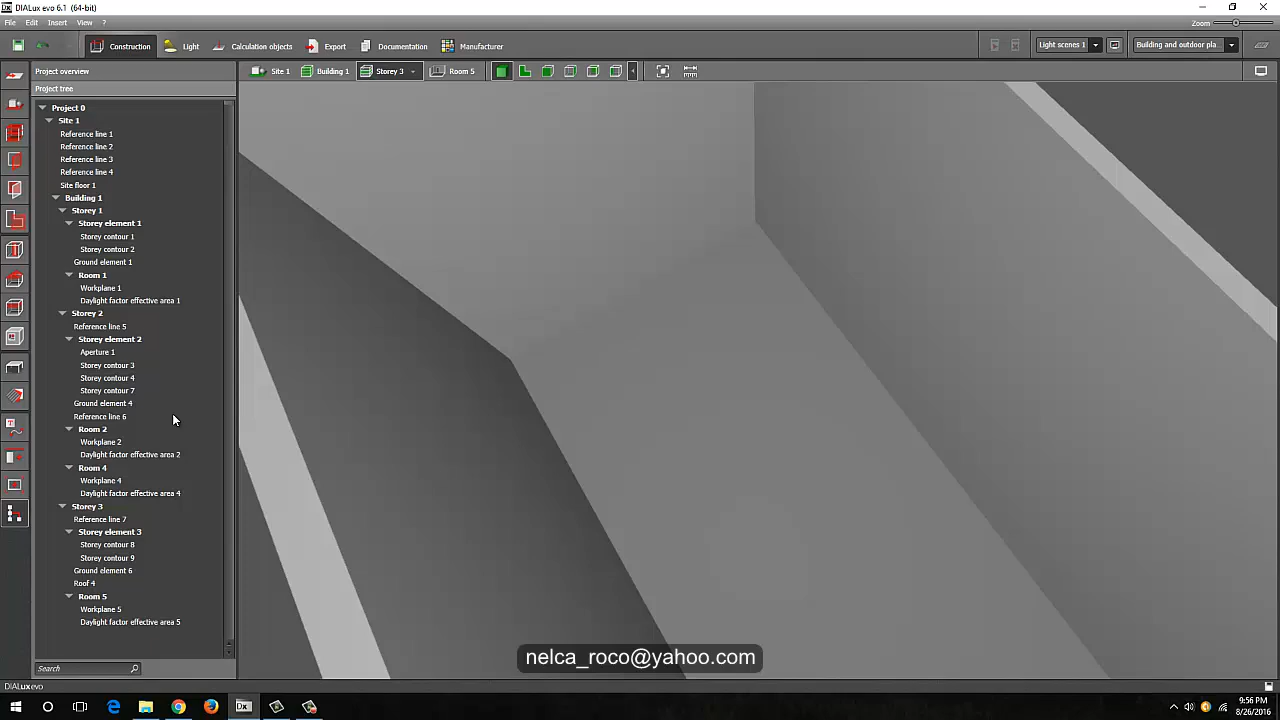 DIALux evo 6.1 (64-bit)
File Edit Insert View ?
Zoom
Construction Light Calculation objects Export Documentation Manufacturer Light scenes 1 Building and outdoor pla...
Project overview
Site 1 Building 1 Storey 3 Room 5
Project tree
Project 0
Site 1
Reference line 1
Reference line 2
Reference line 3
Reference line 4
Site floor 1
Building 1
Storey 1
Storey element 1
Storey contour 1
Storey contour 2
Ground element 1
Room 1
Workplane 1
Daylight factor effective area 1
Storey 2
Reference line 5
Storey element 2
Aperture 1
Storey contour 3
Storey contour 4
Storey contour 7
Ground element 4
Reference line 6
Room 2
Workplane 2
Daylight factor effective area 2
Room 4
Workplane 4
Daylight factor effective area 4
Storey 3
Reference line 7
Storey element 3
Storey contour 8
Storey contour 9
Ground element 6
Roof 4
Room 5
Workplane 5
Daylight factor effective area 5
nelca_roco@yahoo.com
Search
DIALux evo
Dx
9:56 PM
8/26/2016